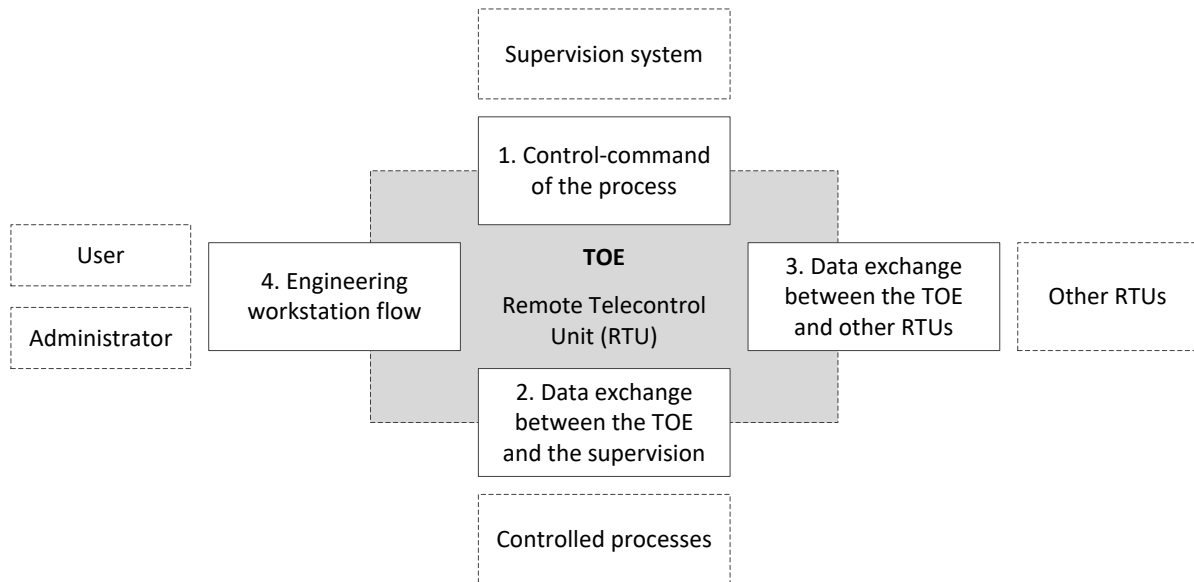 Supervision system
1. Control-command
of the process
User
Administrator
4. Engineering
workstation flow
TOE
Remote Telecontrol
Unit (RTU)
3. Data exchange
between the TOE
and other RTUs
Other RTUs
2. Data exchange
between the TOE
and the supervision
Controlled processes